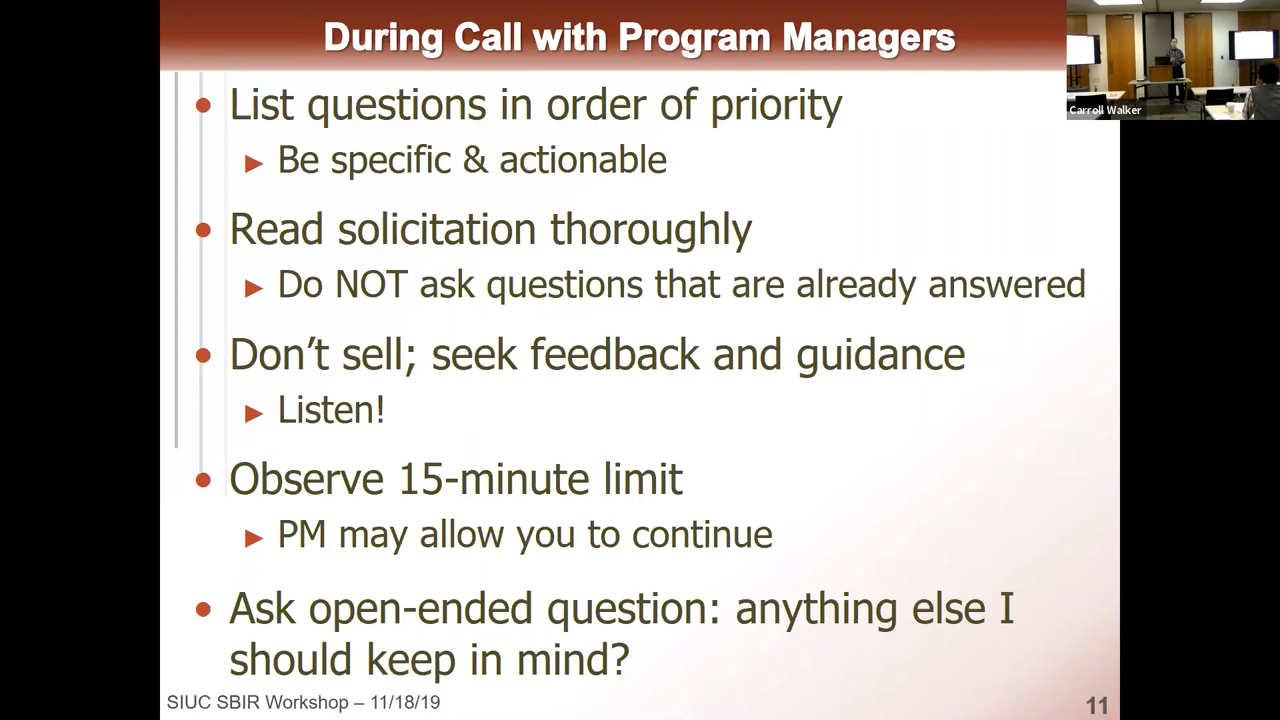 During Call with Program Managers
Carroll Walker
• List questions in order of priority
► Be specific & actionable
• Read solicitation thoroughly
► Do NOT ask questions that are already answered
• Don’t sell; seek feedback and guidance
► Listen!
• Observe 15-minute limit
► PM may allow you to continue
• Ask open-ended question: anything else I
should keep in mind?
SIUC SBIR Workshop – 11/18/19
11